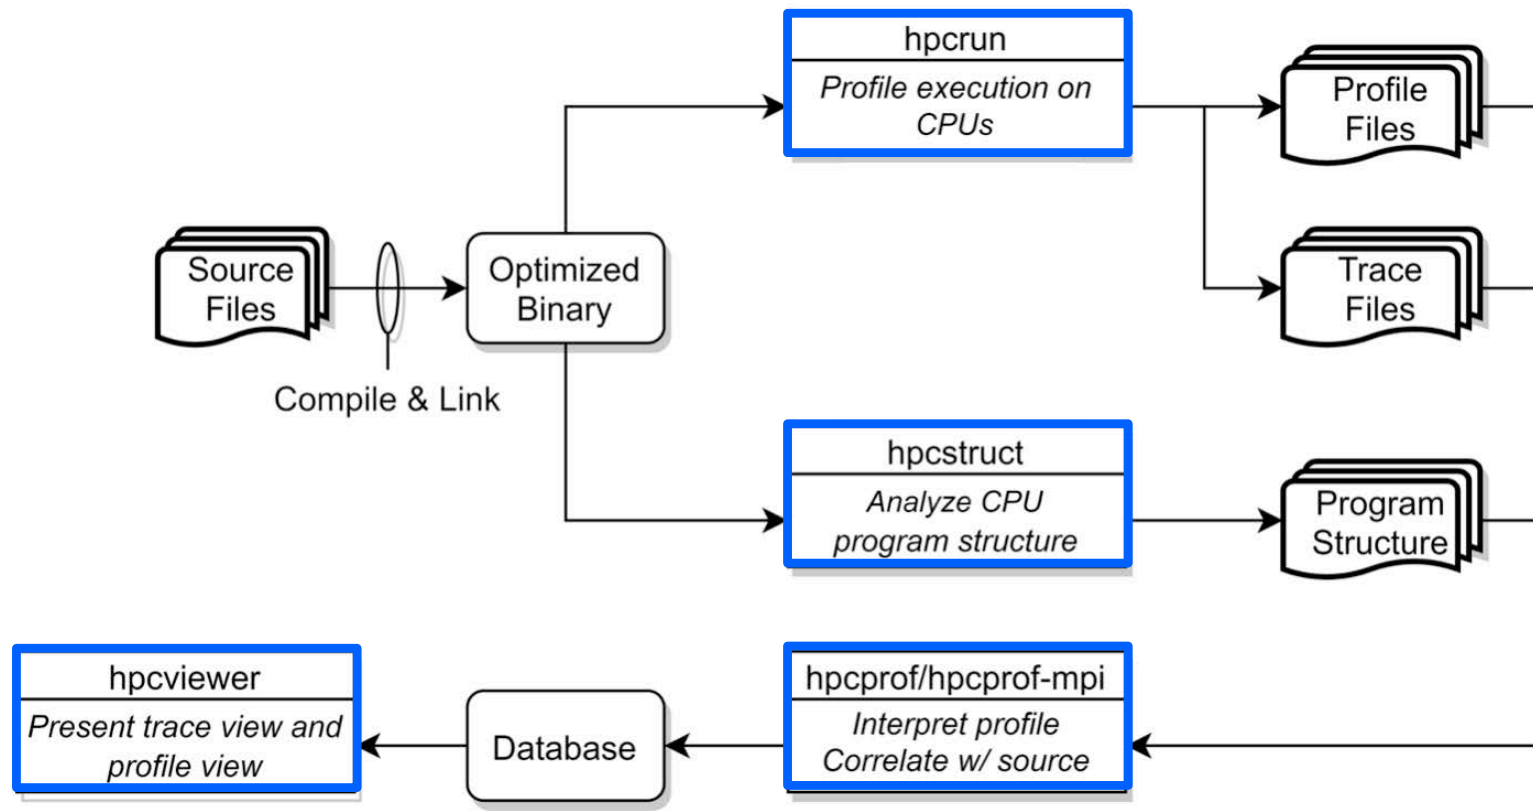 hpcrun
Profile execution on
CPUs
Profile
Files
Source
Files
Compile & Link
Optimized
Binary
Trace
Files
hpcstruct
Analyze CPU
program structure
Program
Structure
hpcviewer
Present trace view and
profile view
Database
hpcprof/hpcprof-mpi
Interpret profile
Correlate w/ source